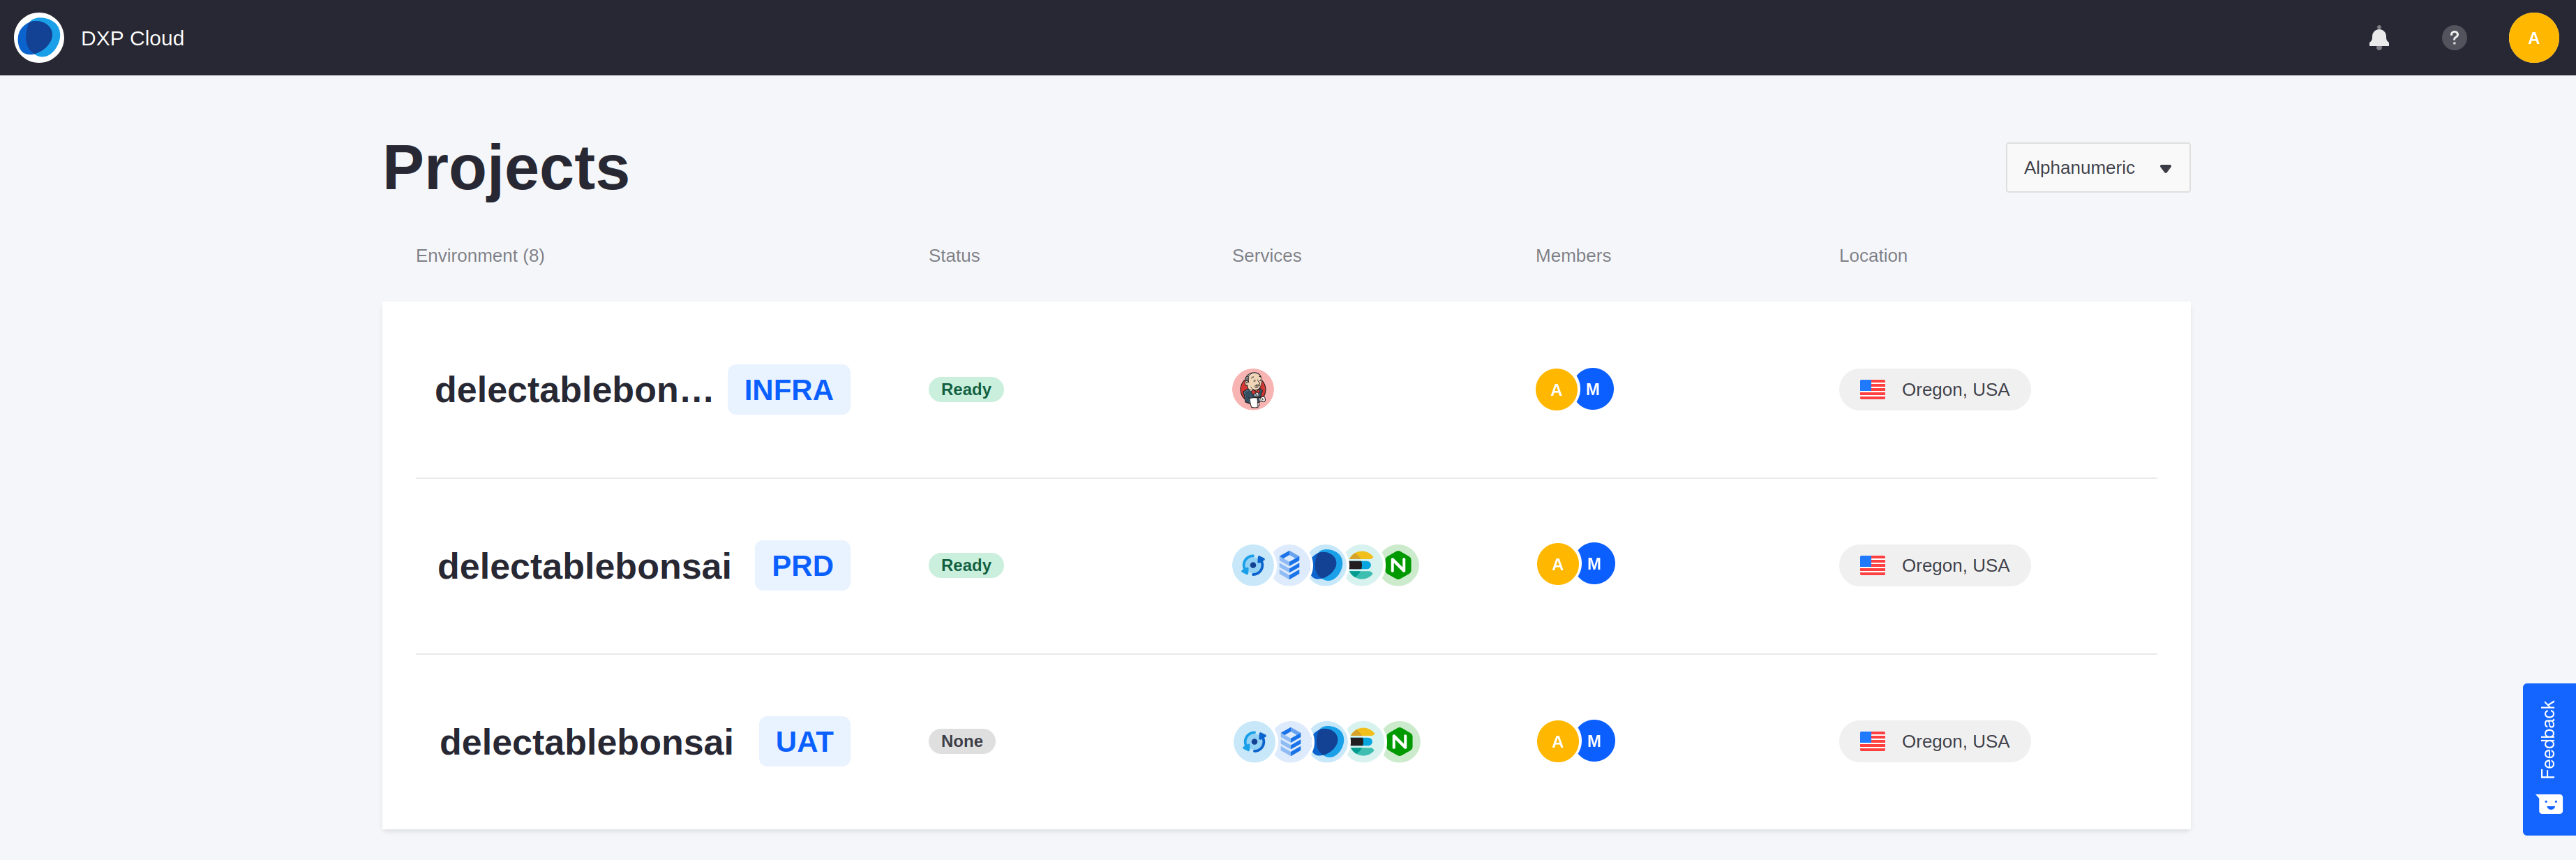 DXP Cloud
?
A
Projects
Alphanumeric
Environment (8)
Status
Services
Members
Location
delectablebon… INFRA
Ready
A
M
Oregon, USA
delectablebonsai PRD
Ready
N
A
M
Oregon, USA
delectablebonsai UAT
None
N
A
M
Oregon, USA
Feedback